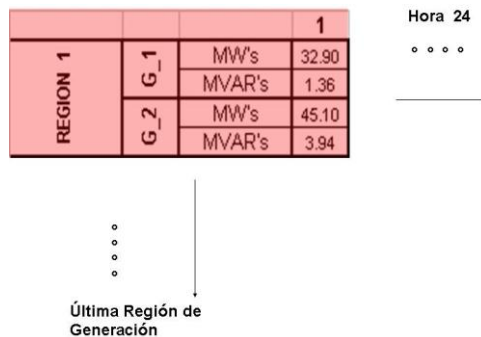 1
Hora 24
REGION 1
G_1
MW's 32.90
MVAR's 1.36
G_2
MW's 45.10
MVAR's 3.94
Última Región de
Generación